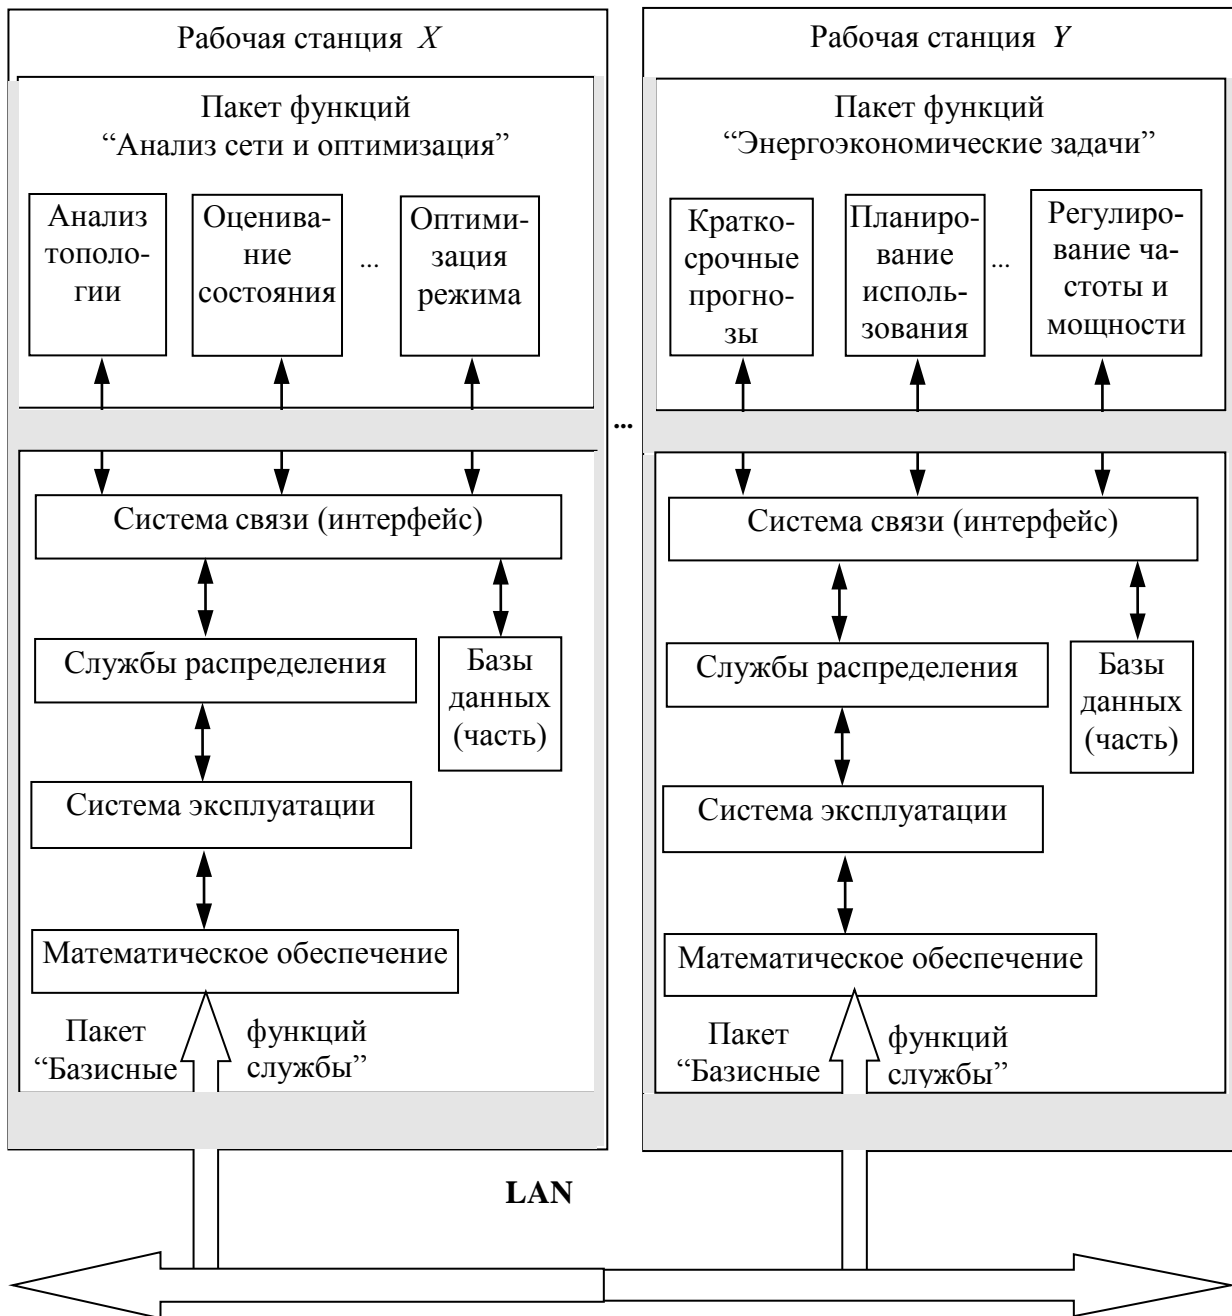 Рабочая станция X
Пакет функций
“Анализ сети и оптимизация”
Анализ
тополо-
гии
Оценива-
ние
состояния
...
Оптими-
зация
режима
Система связи (интерфейс)
Службы распределения
Базы
данных
(часть)
Система эксплуатации
Математическое обеспечение
Пакет функций
“Базисные службы”
...
Рабочая станция Y
Пакет функций
“Энергоэкономические задачи”
Кратко-
срочные
прогно-
зы
Планиро-
вание
исполь-
зования
...
Регулиро-
вание ча-
стоты и
мощности
Система связи (интерфейс)
Службы распределения
Базы
данных
(часть)
Система эксплуатации
Математическое обеспечение
Пакет функций
“Базисные службы”
LAN